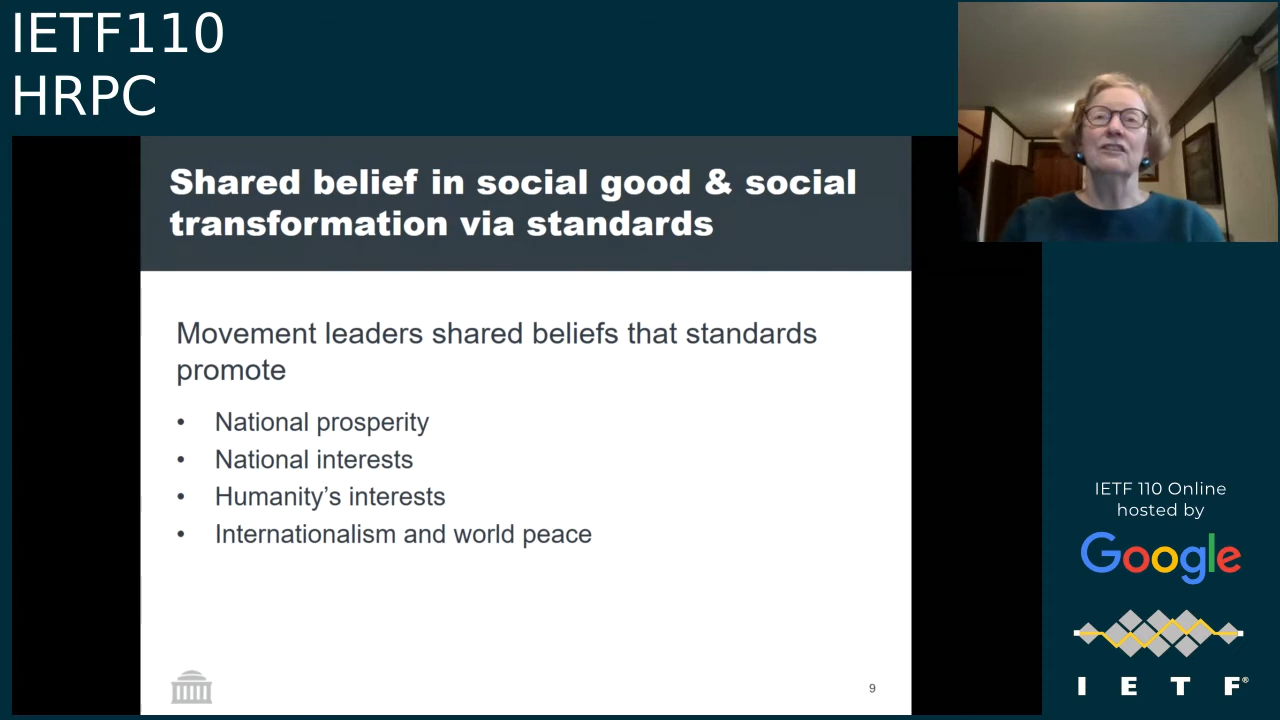 IETF110
HRPC
Shared belief in social good & social
transformation via standards
Movement leaders shared beliefs that standards
promote
• National prosperity
• National interests
• Humanity’s interests
• Internationalism and world peace
9
IETF 110 Online
hosted by
Google
I E T F®